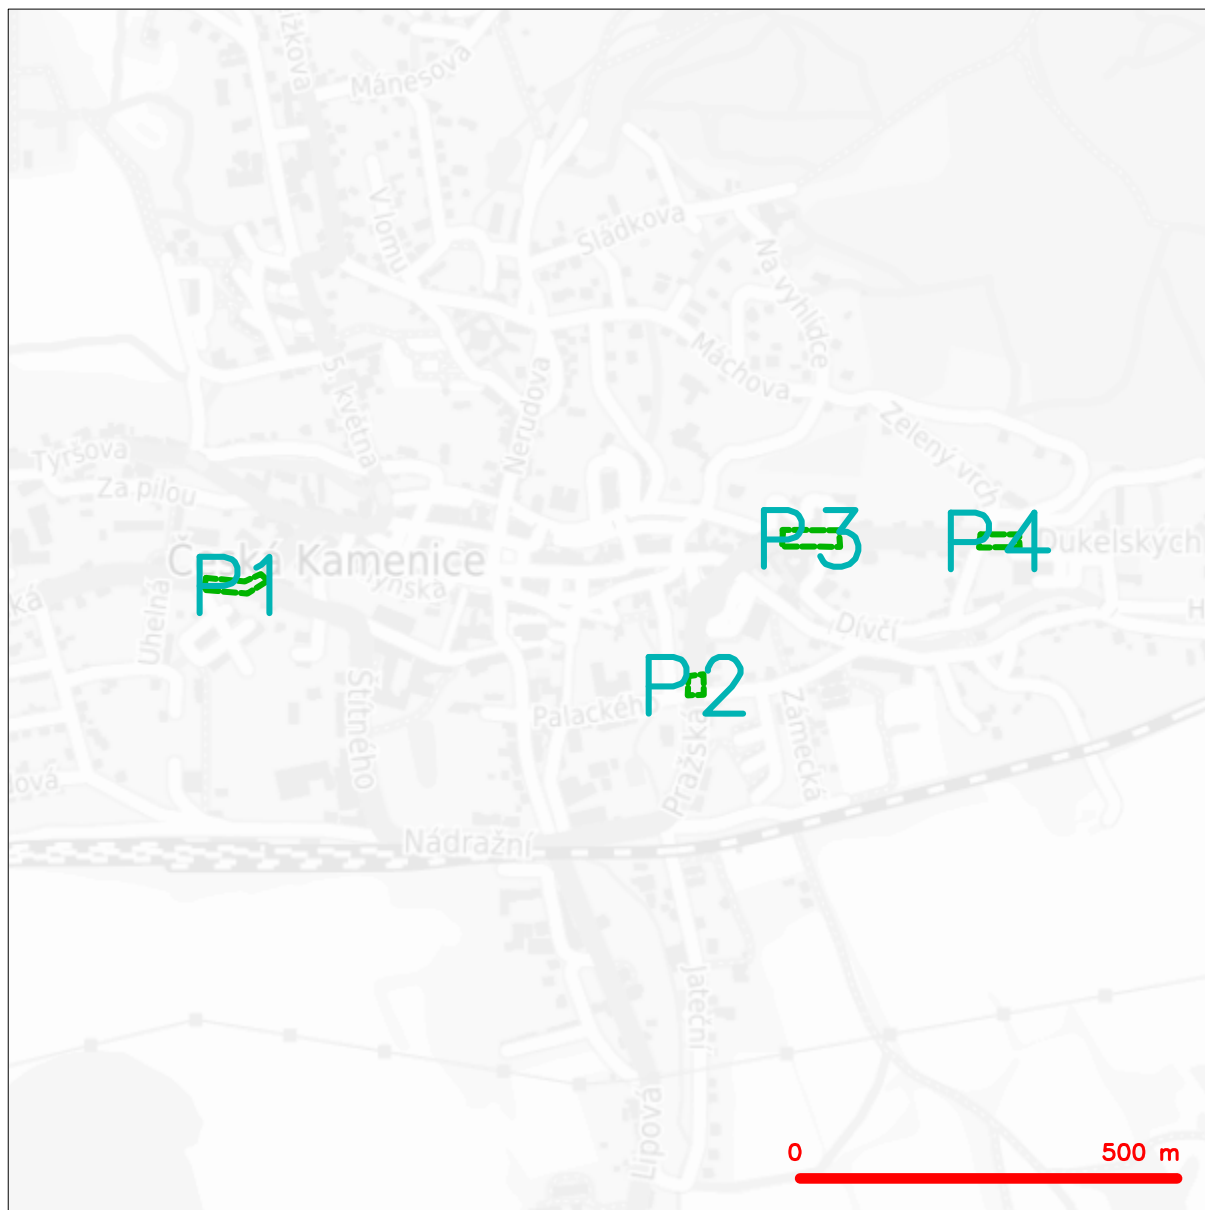 Mánesova
V lomu
Sládkova
Na vyhlídce
5. května
Nerudova
Máchova
Tyršova
Za pilou
Zelený vrch
P3
P4
Dukelských
Česká Kamenice
P1
Uhelná
Dívčí
Štítného
P2
Palackého
Zámecká
Pražská
Nádražní
Jateční
Lipová
0 500 m